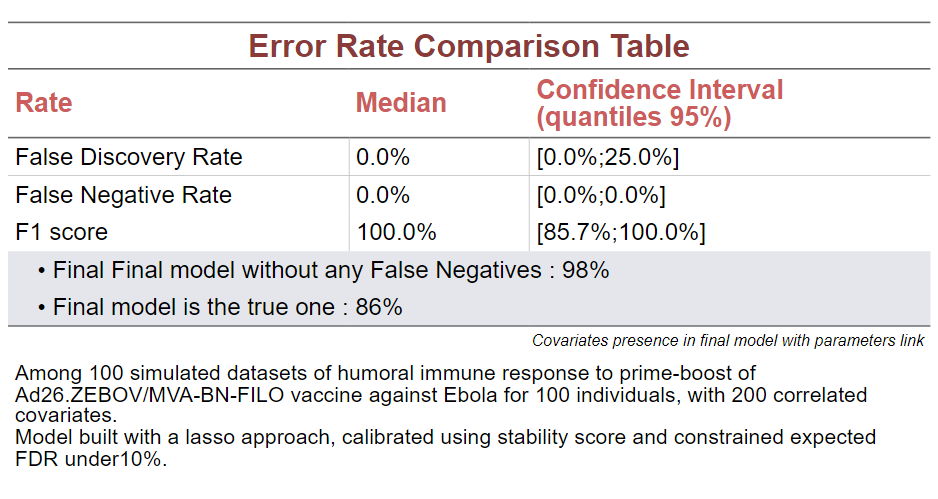 Error Rate Comparison Table
Rate Median Confidence Interval
(quantiles 95%)
False Discovery Rate 0.0% [0.0%;25.0%]
False Negative Rate 0.0% [0.0%;0.0%]
F1 score 100.0% [85.7%;100.0%]
• Final Final model without any False Negatives : 98%
• Final model is the true one : 86%
Covariates presence in final model with parameters link
Among 100 simulated datasets of humoral immune response to prime-boost of
Ad26.ZEBOV/MVA-BN-FILO vaccine against Ebola for 100 individuals, with 200 correlated
covariates.
Model built with a lasso approach, calibrated using stability score and constrained expected
FDR under10%.